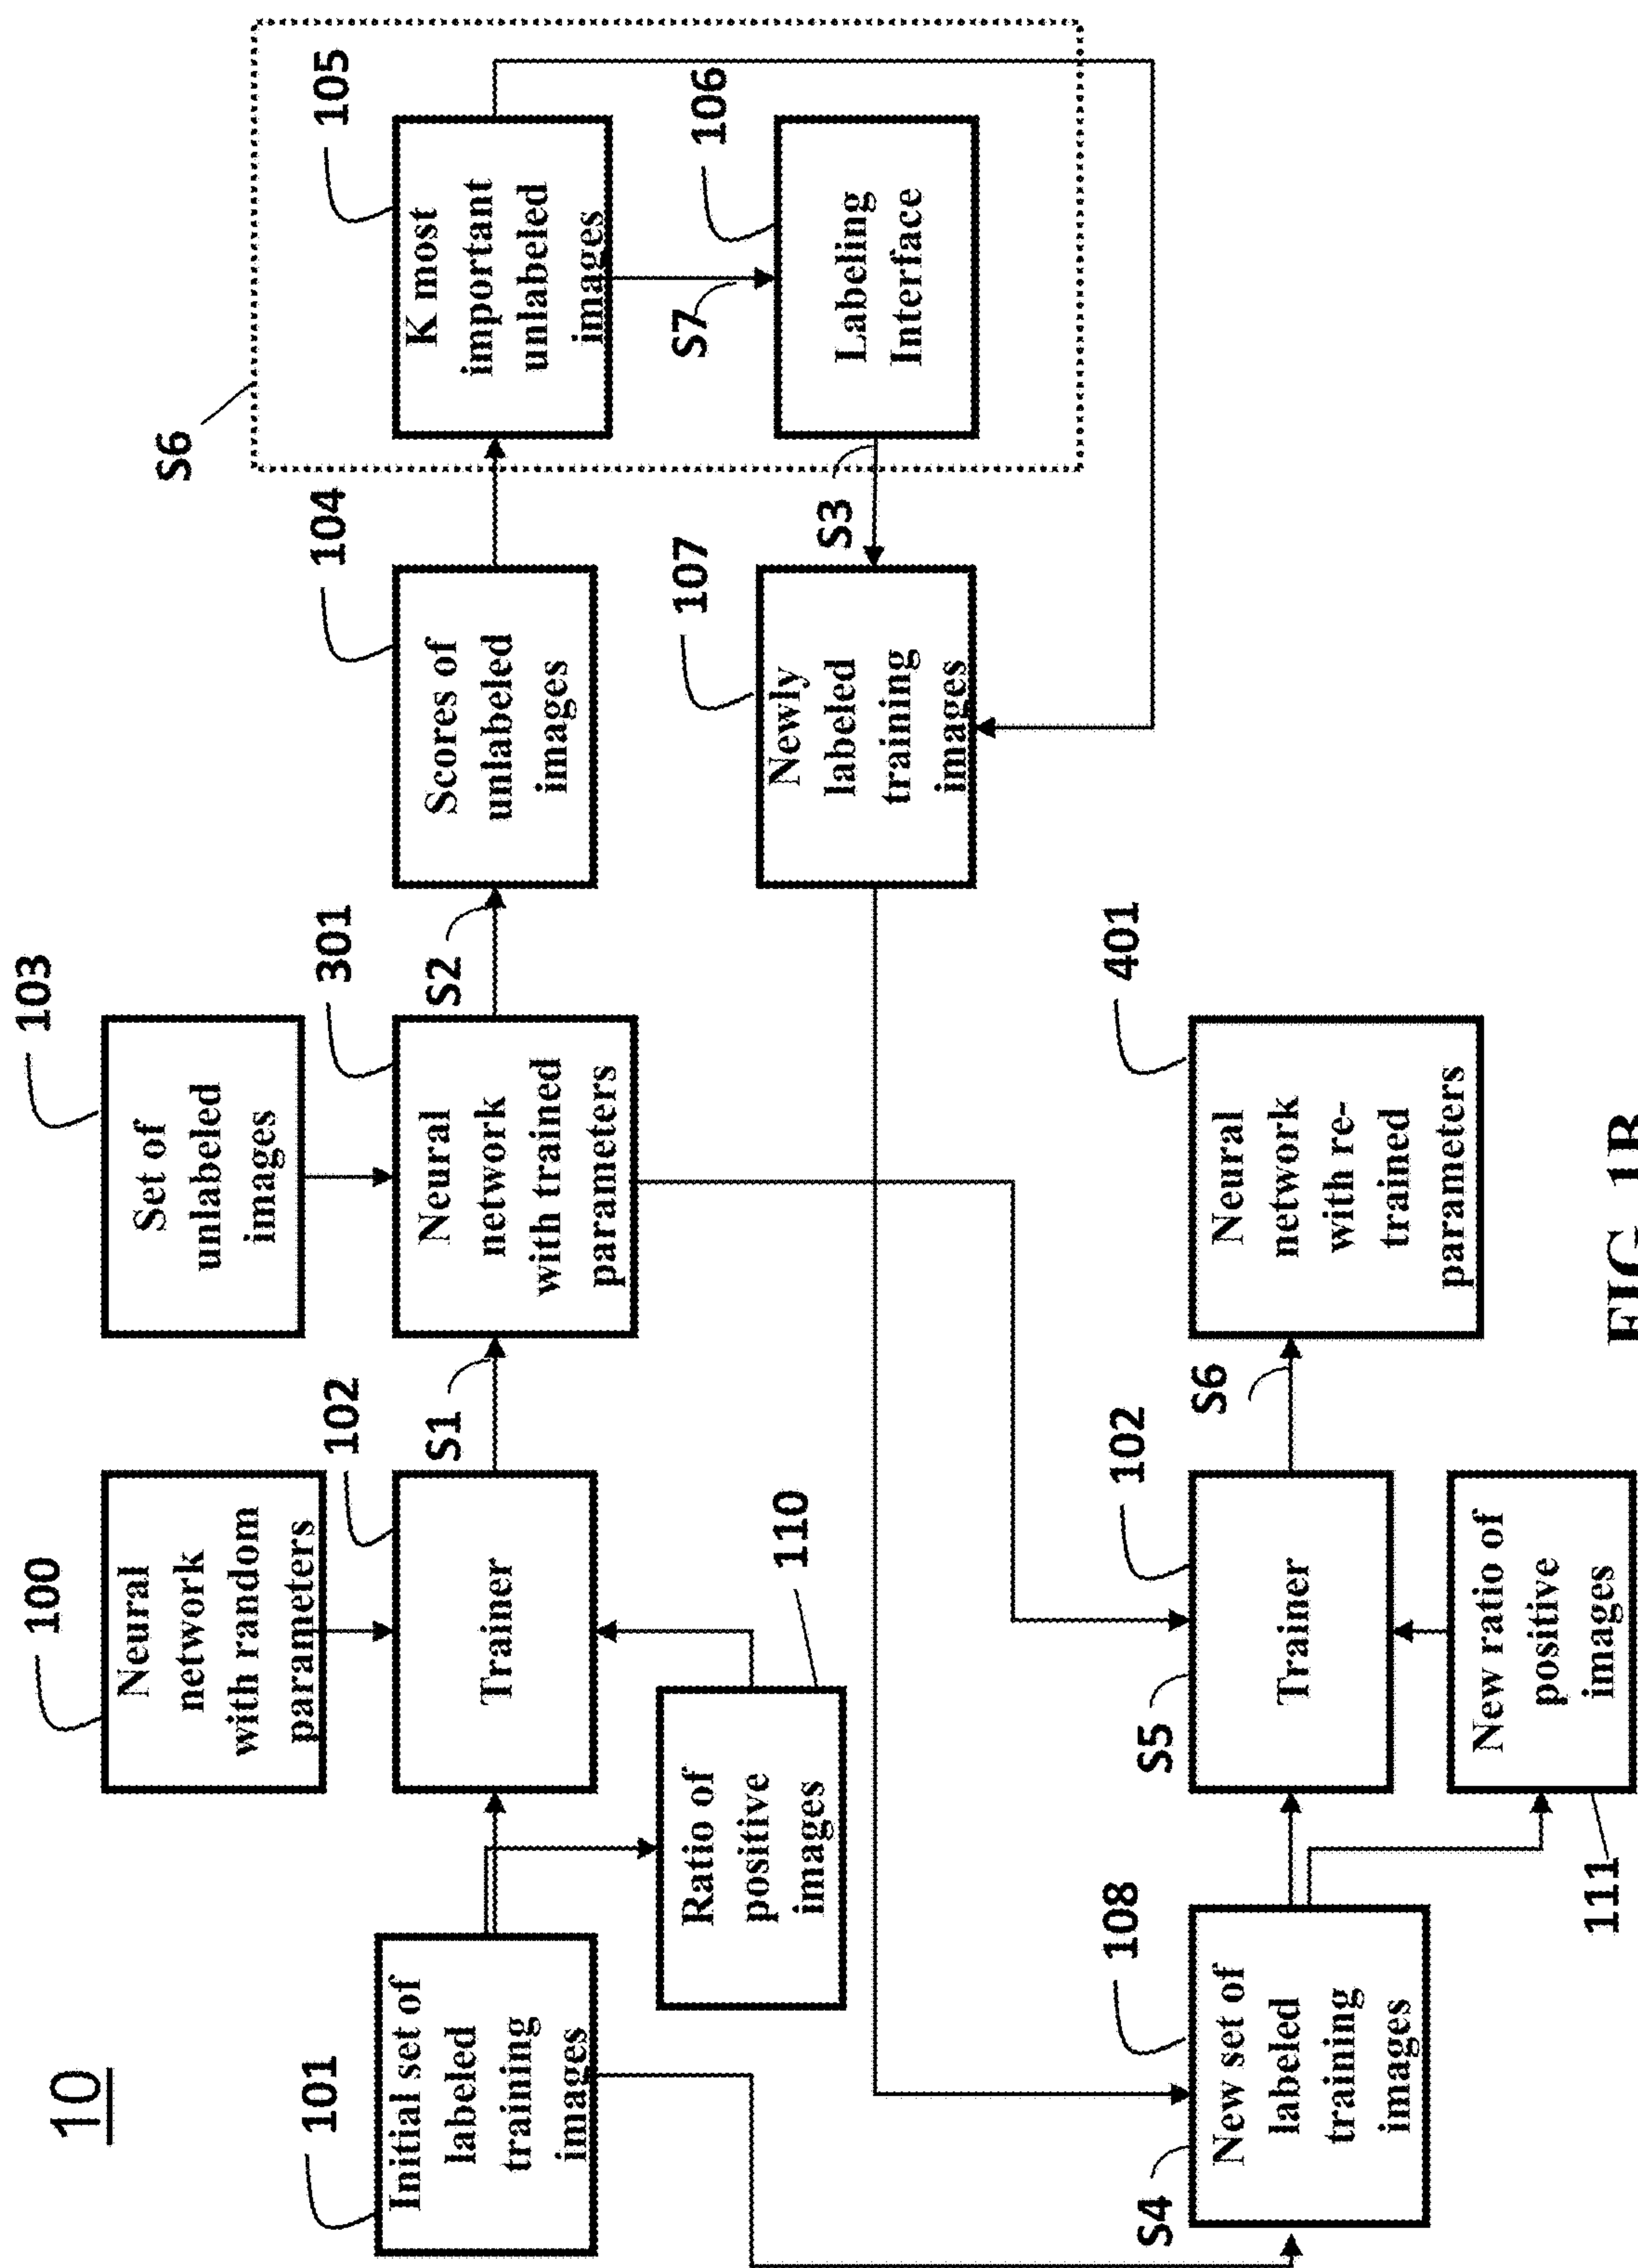 10
100
Neural
network
with random
parameters
103
Set of
unlabeled
images
101
Initial set of
labeled
training
images
102
Trainer
S1
301
Neural
network
with trained
parameters
S2
104
Scores of
unlabeled
images
S6
105
K most
important
unlabeled
images
110
Ratio of
positive
images
107
Newly
labeled
training
images
S3
S7
106
Labeling
Interface
S4
108
New set of
labeled
training
images
S5
102
Trainer
S6
401
Neural
network
with re-
trained
parameters
111
New ratio of
positive
images
FIG. 1B